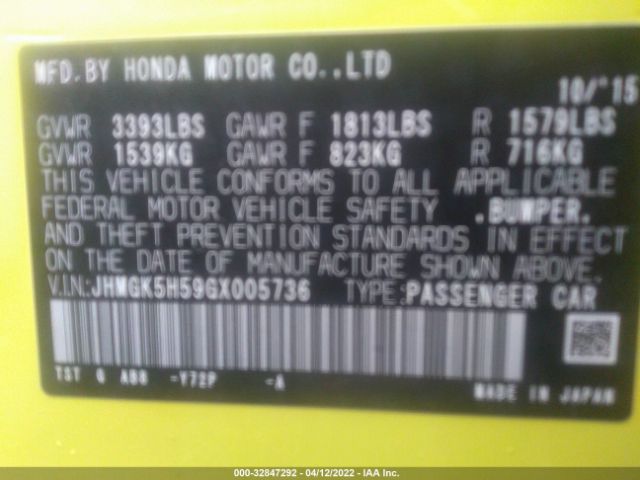 MFD. BY HONDA MOTOR CO.,LTD
10/'15
GVWR 3393LBS GAWR F 1813LBS R 1579LBS
GVWR 1539KG GAWR F 823KG R 716KG
THIS VEHICLE CONFORMS TO ALL APPLICABLE
FEDERAL MOTOR VEHICLE SAFETY ,BUMPER,
AND THEFT PREVENTION STANDARDS IN EFFECT
ON THE DATE OF MANUFACTURE SHOWN ABOVE.
V.I.N.:JHMGK5H59GX005736 TYPE:PASSENGER CAR
-Y72P -A
MADE IN JAPAN
000-32847292 - 04/12/2022 - IAA Inc.